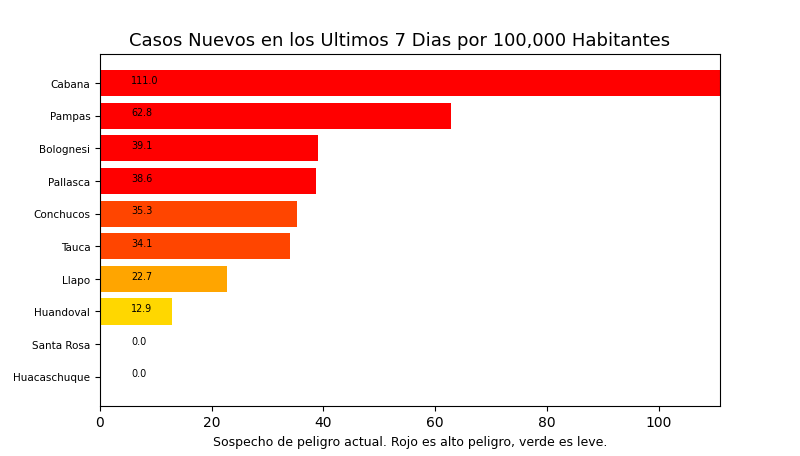 Casos Nuevos en los Ultimos 7 Dias por 100,000 Habitantes
Cabana 111.0
Pampas 62.8
Bolognesi 39.1
Pallasca 38.6
Conchucos 35.3
Tauca 34.1
Llapo 22.7
Huandoval 12.9
Santa Rosa 0.0
Huacaschuque 0.0
0 20 40 60 80 100
Sospecho de peligro actual. Rojo es alto peligro, verde es leve.